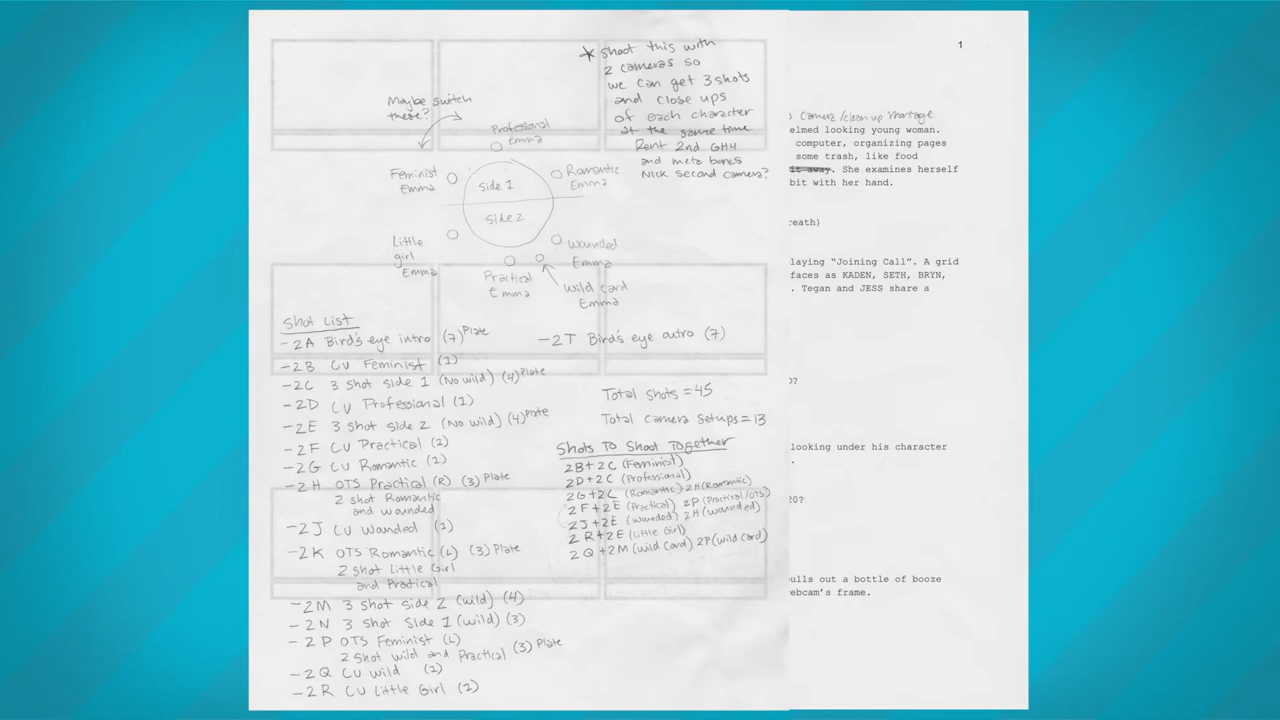 * Shoot this with
2 cameras so
we can get 3 shots
and close ups
of each character
at the same time
Rent 2nd GH4
and meta bones
Nick second camera?
Maybe switch
these?
Professional
Emma
Feminist
Emma
Romantic
Emma
Side 1
Side 2
Little
girl
Emma
Wounded
Emma
Practical
Emma
Wild card
Emma
Shot List
-2A Bird's eye intro (7) Plate
-2B CU Feminist (1)
-2C 3 Shot side 1 (No wild) (4) Plate
-2D CU Professional (1)
-2E 3 Shot side 2 (No wild) (4) Plate
-2F CU Practical (1)
-2G CU Romantic (1)
-2H OTS Practical (R) (3) Plate
2 shot Romantic
and wounded
-2J CU Wounded (1)
-2K OTS Romantic (L) (3) Plate
2 shot Little Girl
and Practical
-2M 3 Shot Side 2 (wild) (4)
-2N 3 Shot Side 1 (wild) (3)
-2P OTS Feminist (L)
2 shot wild and Practical (3) Plate
-2Q CU Wild (1)
-2R CU Little Girl (1)
-2T Bird's eye outro (7)
Total Shots = 45
Total Camera Setups = 13
Shots To Shoot Together
2B+2C (Feminist)
2D+2C (Professional)
2G+2C (Romantic) 2H (Romantic)
2F+2E (Practical) 2P (Practical/OTS)
2J+2E (Wounded) 2H (wounded)
2R+2E (Little Girl)
2Q+2M (Wild Card) 2P (Wild Card)
1
s Camera/clean up
elmed looking young woman.
computer, organizing pages
some trash, like food
it away. She examines herself
bit with her hand.
reath)
laying “Joining Call”. A grid
faces as KADEN, SETH, BRYN,
. Tegan and JESS share a
?
looking under his character
.
20?
ulls out a bottle of booze
ebcam’s frame.